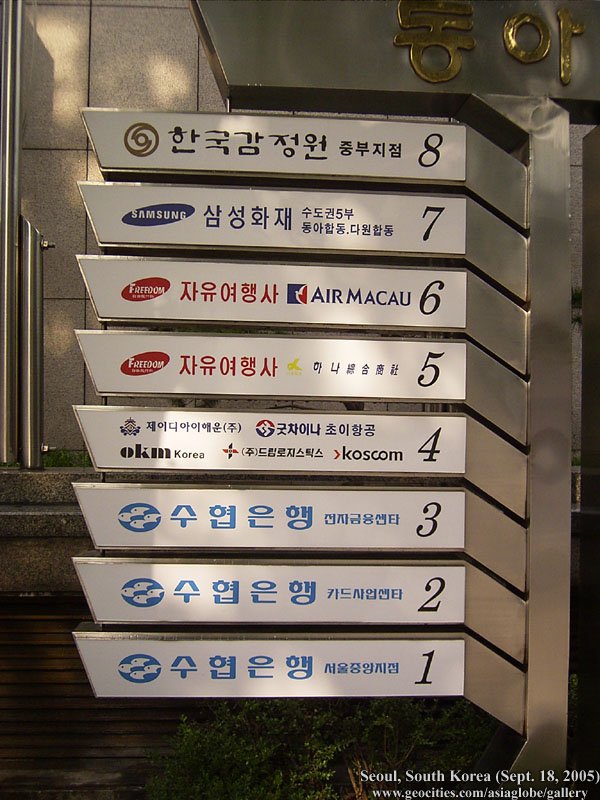 동아
한국감정원 중부지점 8
SAMSUNG 삼성화재 수도권5부 동아합동.다원합동 7
FREEDOM 자유여행사 AIR MACAU 6
FREEDOM 자유여행사 하나綜合商社 5
제이디아이애운(주) 굿차이나 초이항공
okm Korea (주)드림로지스틱스 koscom 4
수협은행 전자금융센타 3
수협은행 카드사업센타 2
수협은행 서울중앙지점 1
Seoul, South Korea (Sept. 18, 2005)
www.geocities.com/asiaglobe/gallery